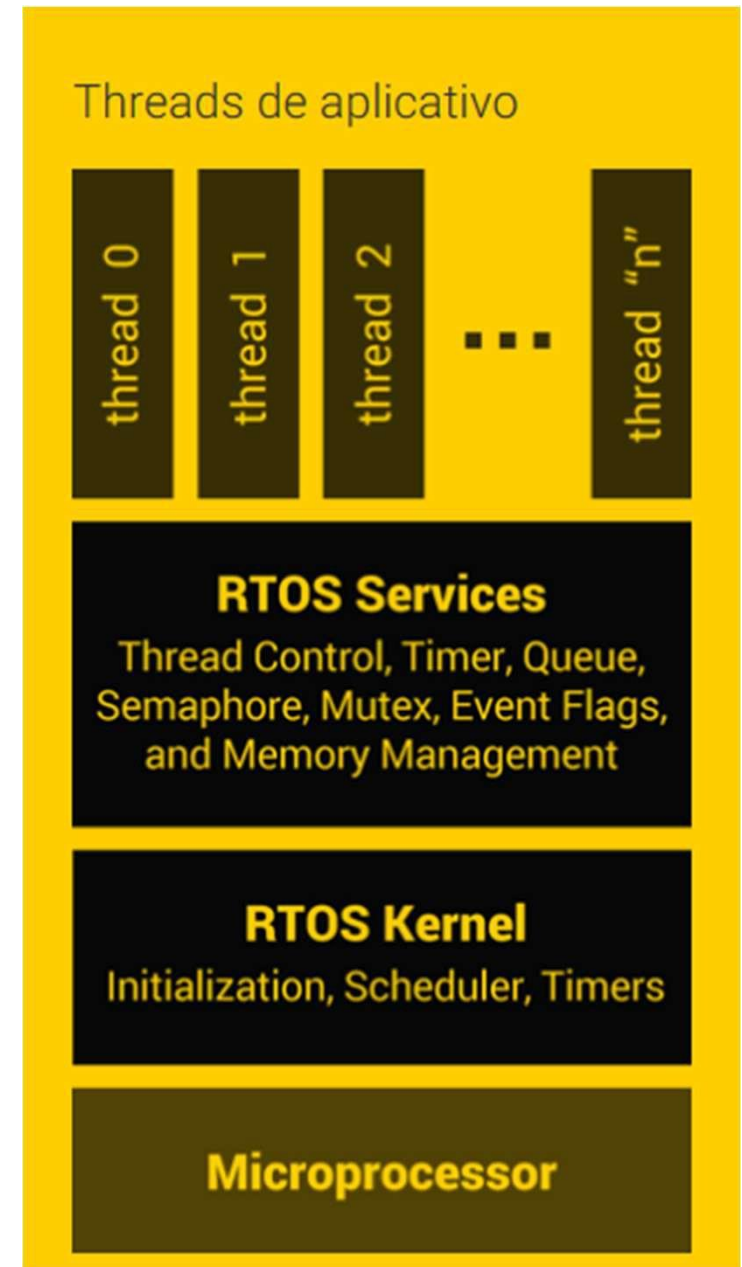 Threads de aplicativo
thread 0
thread 1
thread 2
...
thread “n”
RTOS Services
Thread Control, Timer, Queue,
Semaphore, Mutex, Event Flags,
and Memory Management
RTOS Kernel
Initialization, Scheduler, Timers
Microprocessor